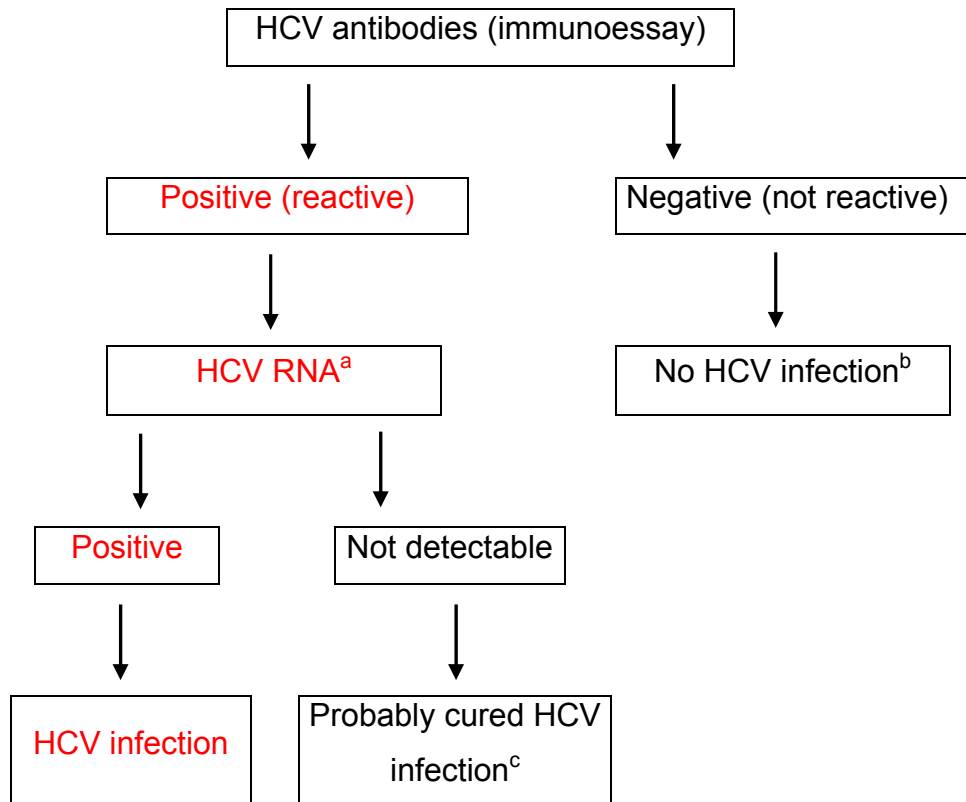 HCV antibodies (immunoessay)
Positive (reactive)
Negative (not reactive)
HCV RNAᵃ
No HCV infectionᵇ
Positive
Not detectable
HCV infection
Probably cured HCV
infectionᶜ